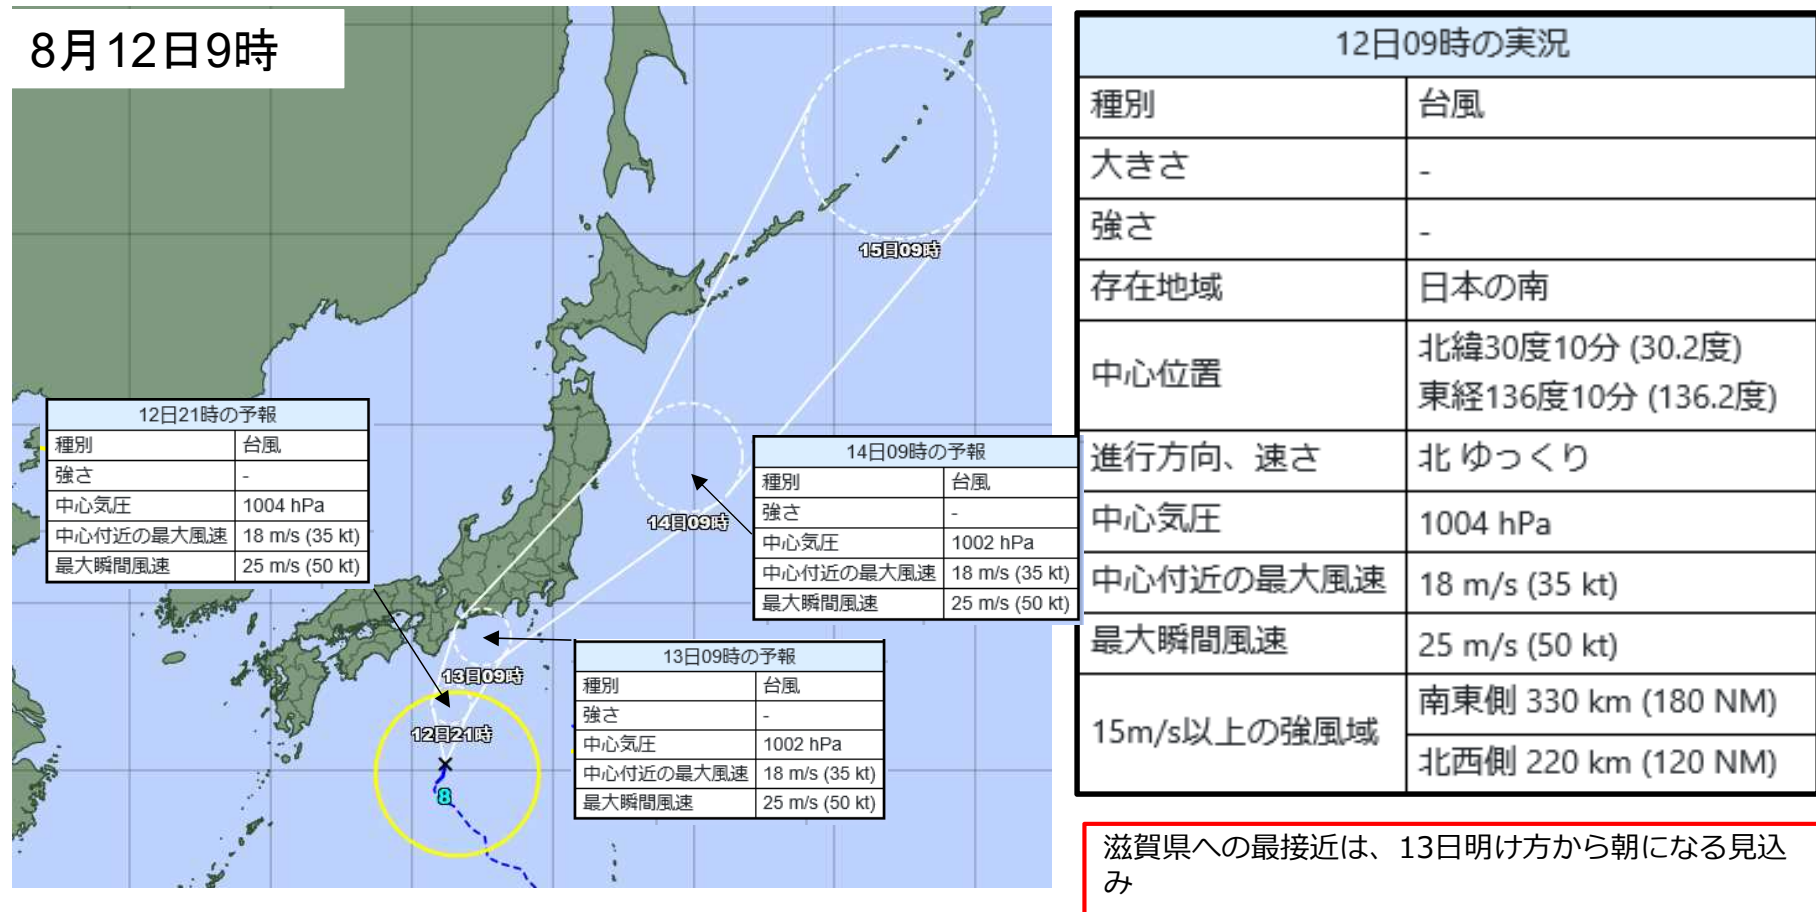 8月12日9時
15日09時
14日09時
13日09時
12日21時
8
12日21時の予報
種別 台風
強さ -
中心気圧 1004 hPa
中心付近の最大風速 18 m/s (35 kt)
最大瞬間風速 25 m/s (50 kt)
14日09時の予報
種別 台風
強さ -
中心気圧 1002 hPa
中心付近の最大風速 18 m/s (35 kt)
最大瞬間風速 25 m/s (50 kt)
13日09時の予報
種別 台風
強さ -
中心気圧 1002 hPa
中心付近の最大風速 18 m/s (35 kt)
最大瞬間風速 25 m/s (50 kt)
12日09時の実況
種別 台風
大きさ -
強さ -
存在地域 日本の南
中心位置 北緯30度10分 (30.2度)
東経136度10分 (136.2度)
進行方向、速さ 北 ゆっくり
中心気圧 1004 hPa
中心付近の最大風速 18 m/s (35 kt)
最大瞬間風速 25 m/s (50 kt)
15m/s以上の強風域 南東側 330 km (180 NM)
北西側 220 km (120 NM)
滋賀県への最接近は、13日明け方から朝になる見込
み